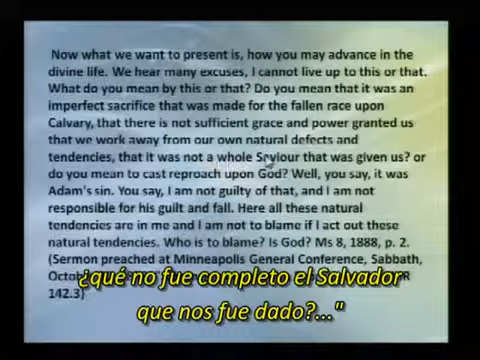 Now what we want to present is, how you may advance in the
divine life. We hear many excuses, I cannot live up to this or that.
What do you mean by this or that? Do you mean that it was an
imperfect sacrifice that was made for the fallen race upon
Calvary, that there is not sufficient grace and power granted us
that we work away from our own natural defects and
tendencies, that it was not a whole Saviour that was given us? or
do you mean to cast reproach upon God? Well, you say, it was
Adam's sin. You say, I am not guilty of that, and I am not
responsible for his guilt and fall. Here all these natural
tendencies are in me and I am not to blame if I act out these
natural tendencies. Who is to blame? Is God? Ms 8, 1888, p. 2.
(Sermon preached at Minneapolis General Conference, Sabbath,
¿qué no fue completo el Salvador
142.3)
que nos fue dado?..."